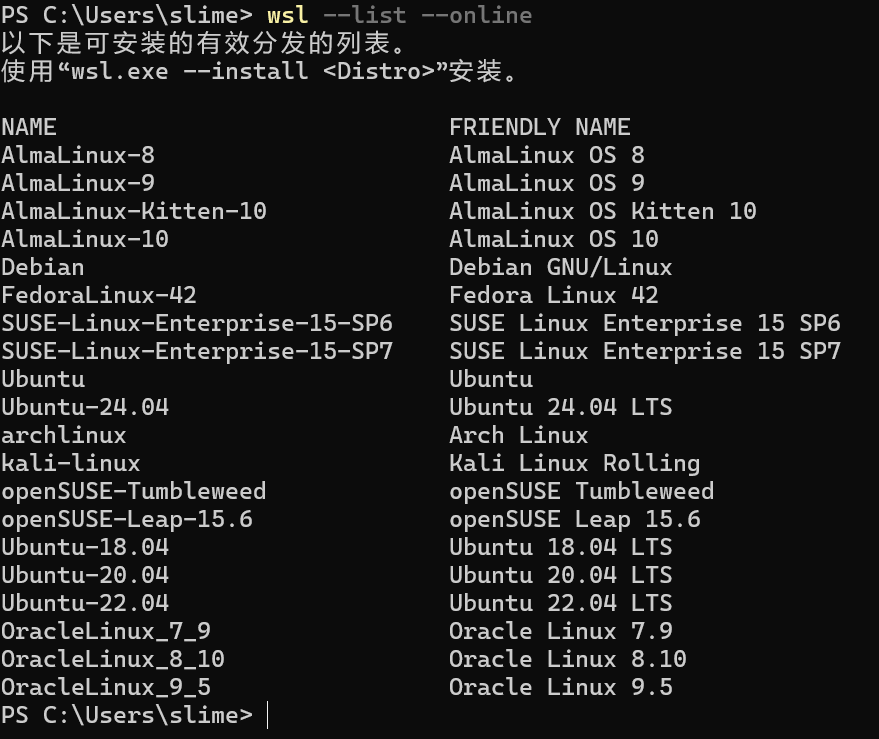 PS C:\Users\slime> wsl --list --online
以下是可安装的有效分发的列表。
使用“wsl.exe --install <Distro>”安装。
NAME FRIENDLY NAME
AlmaLinux-8 AlmaLinux OS 8
AlmaLinux-9 AlmaLinux OS 9
AlmaLinux-Kitten-10 AlmaLinux OS Kitten 10
AlmaLinux-10 AlmaLinux OS 10
Debian Debian GNU/Linux
FedoraLinux-42 Fedora Linux 42
SUSE-Linux-Enterprise-15-SP6 SUSE Linux Enterprise 15 SP6
SUSE-Linux-Enterprise-15-SP7 SUSE Linux Enterprise 15 SP7
Ubuntu Ubuntu
Ubuntu-24.04 Ubuntu 24.04 LTS
archlinux Arch Linux
kali-linux Kali Linux Rolling
openSUSE-Tumbleweed openSUSE Tumbleweed
openSUSE-Leap-15.6 openSUSE Leap 15.6
Ubuntu-18.04 Ubuntu 18.04 LTS
Ubuntu-20.04 Ubuntu 20.04 LTS
Ubuntu-22.04 Ubuntu 22.04 LTS
OracleLinux_7_9 Oracle Linux 7.9
OracleLinux_8_10 Oracle Linux 8.10
OracleLinux_9_5 Oracle Linux 9.5
PS C:\Users\slime>